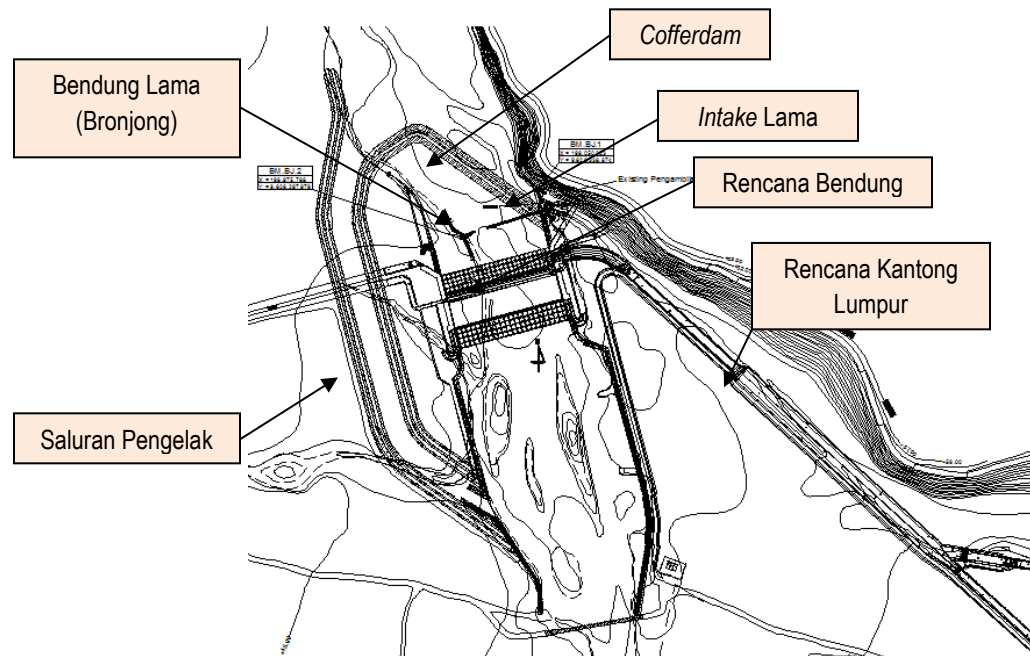 Cofferdam
Bendung Lama
(Bronjong)
Intake Lama
BM.BJ.1
BM.BJ.2
Existing Pengambilan
Rencana Bendung
Rencana Kantong
Lumpur
Saluran Pengelak